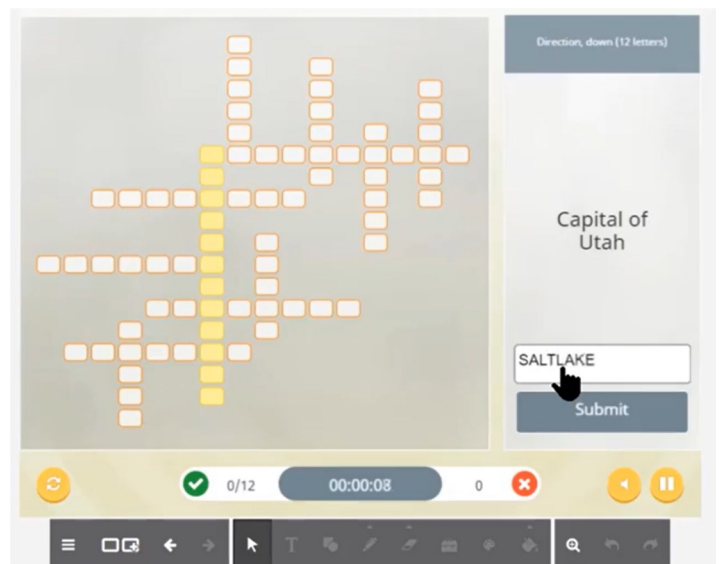 Direction, down (12 letters)
Capital of
Utah
SALTLAKE
Submit
0/12
00:00:08
0
T